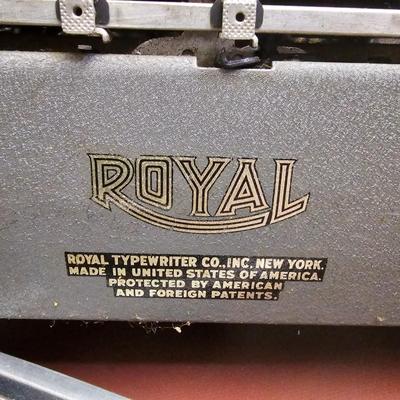 ROYAL
ROYAL TYPEWRITER CO., INC. NEW YORK.
MADE IN UNITED STATES OF AMERICA.
PROTECTED BY AMERICAN
AND FOREIGN PATENTS.